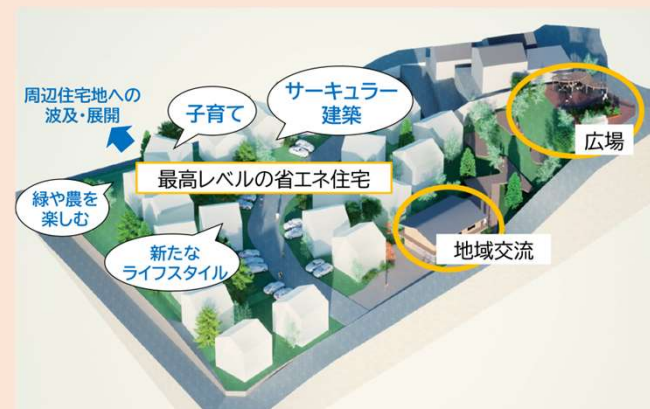 周辺住宅地への
波及・展開
子育て
サーキュラー
建築
広場
最高レベルの省エネ住宅
緑や農を
楽しむ
新たな
ライフスタイル
地域交流